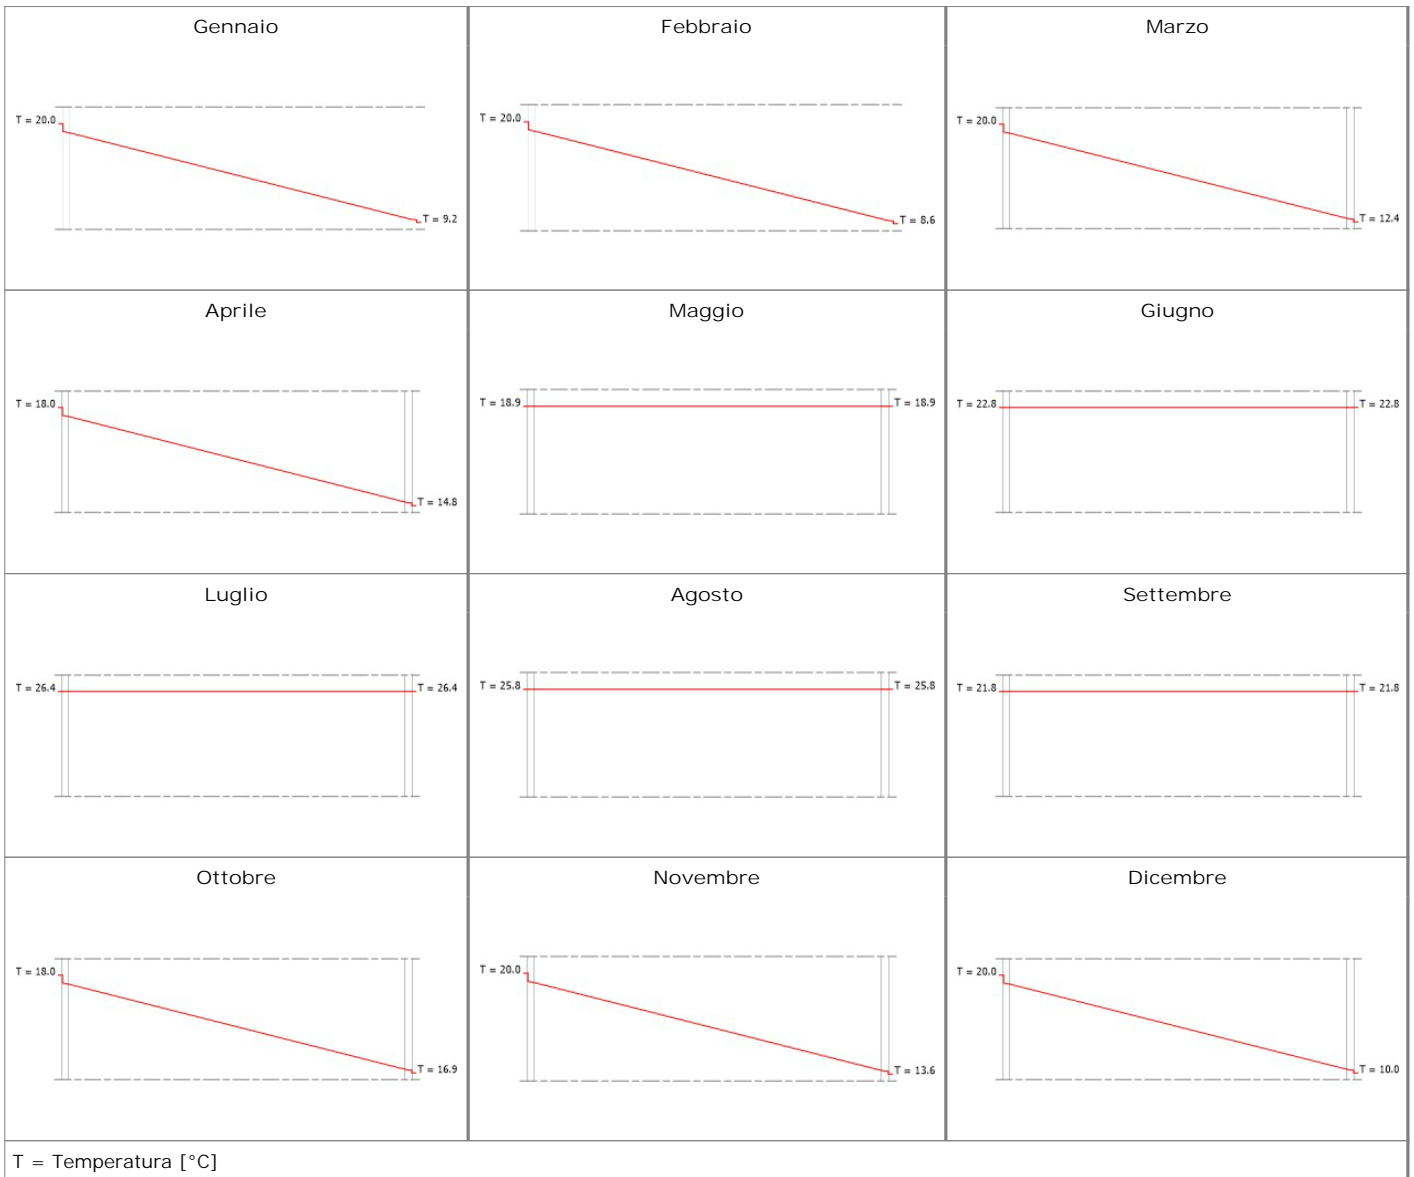 Gennaio
T = 20.0
T = 9.2
Febbraio
T = 20.0
T = 8.6
Marzo
T = 20.0
T = 12.4
Aprile
T = 18.0
T = 14.8
Maggio
T = 18.9
T = 18.9
Giugno
T = 22.8
T = 22.8
Luglio
T = 26.4
T = 26.4
Agosto
T = 25.8
T = 25.8
Settembre
T = 21.8
T = 21.8
Ottobre
T = 18.0
T = 16.9
Novembre
T = 20.0
T = 13.6
Dicembre
T = 20.0
T = 10.0
T = Temperatura [°C]